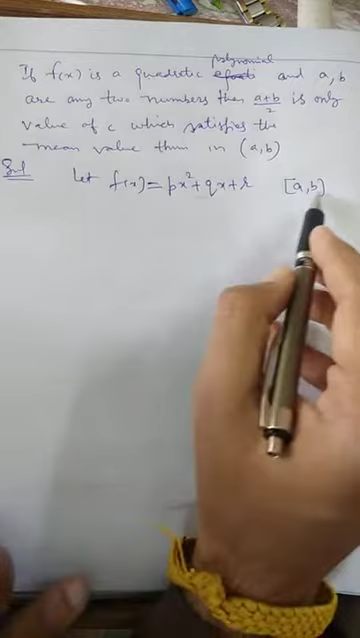 polynomial
If f(x) is a quadratic and a, b
are any two numbers then a+b/2 is only
value of c which satisfies the
mean value thm in (a, b)
Sol Let f(x) = px²+qx+r [a, b]